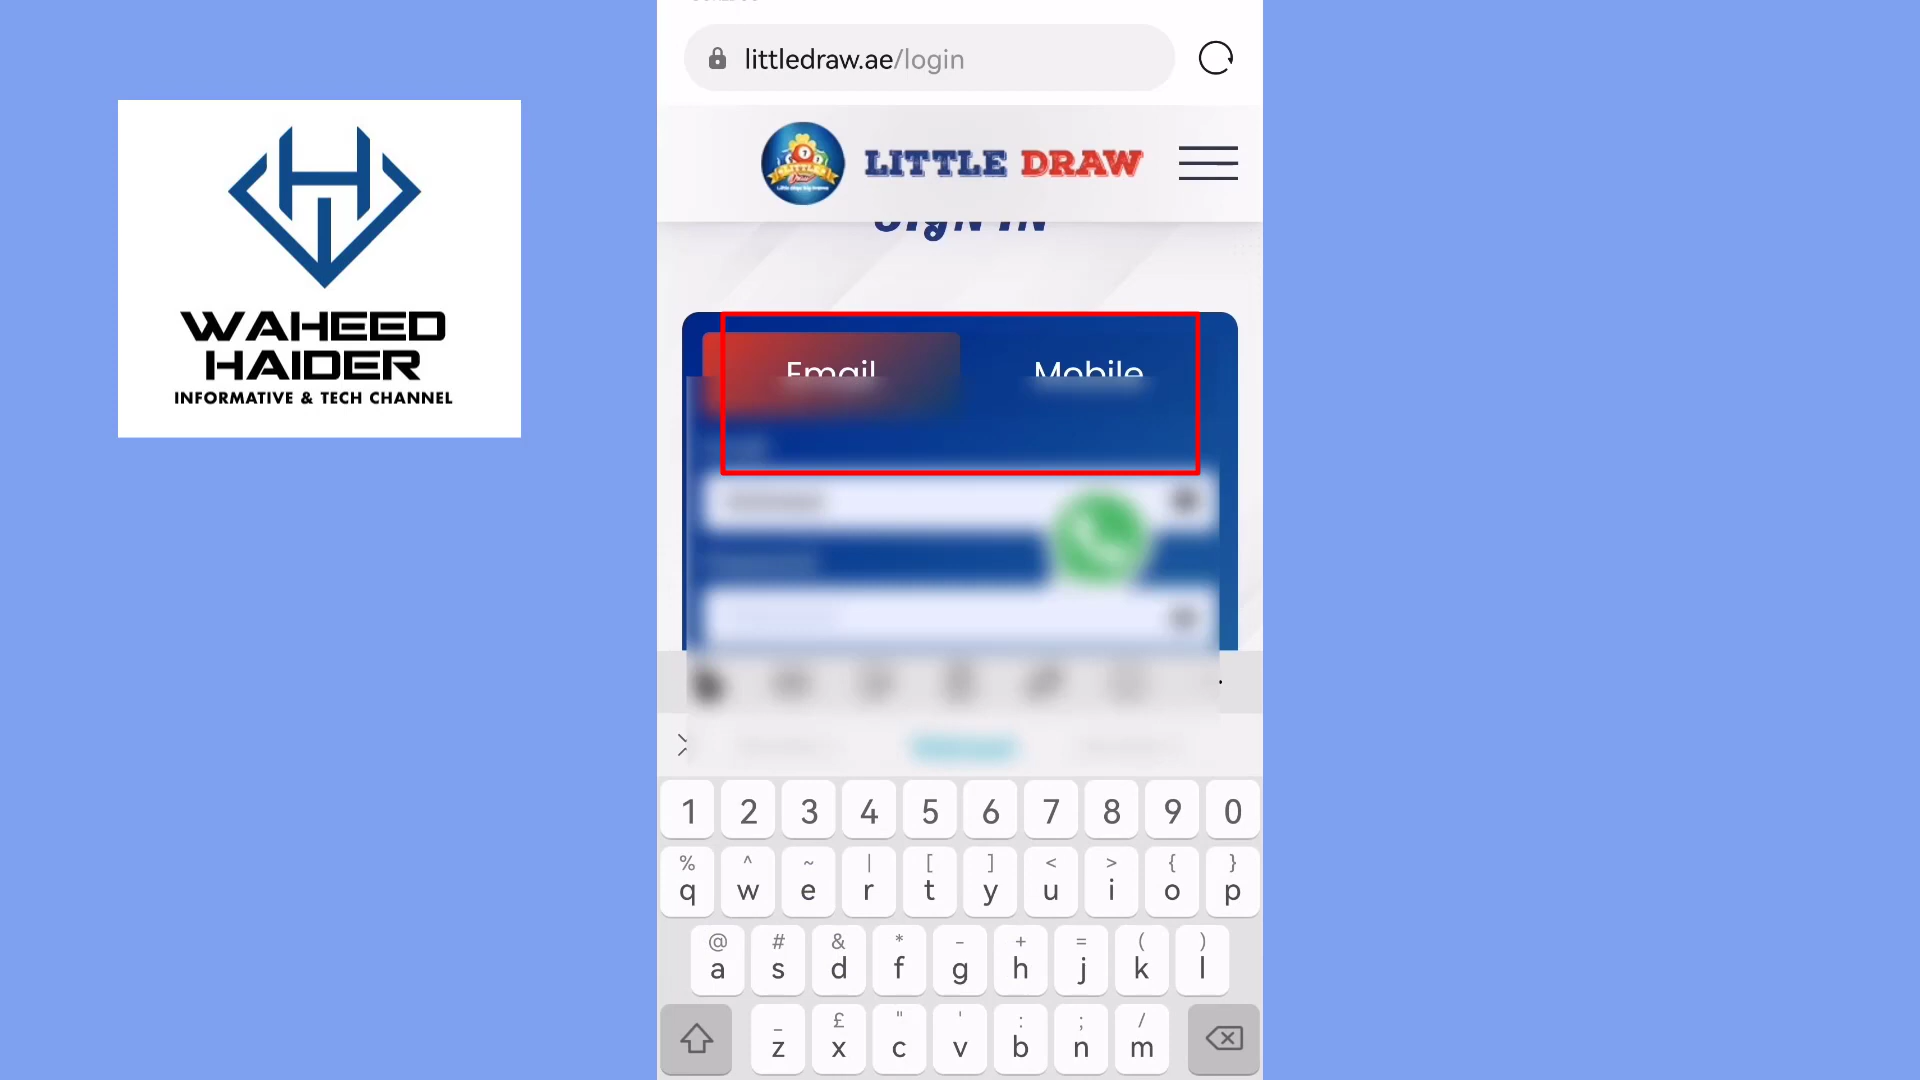 littledraw.ae/login
LITTLE DRAW
Sign In
WAHEED
HAIDER
INFORMATIVE & TECH CHANNEL
Email Mobile
1 2 3 4 5 6 7 8 9 0
% ^ ~ | [ ] < > { }
q w e r t y u i o p
@ # & * - + = ( )
a s d f g h j k l
_ £ " ' : ; /
z x c v b n m